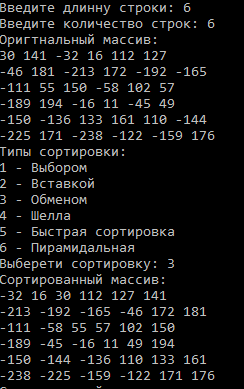 Введите длинну строки: 6
Введите количество строк: 6
Оригтнальный массив:
30 141 -32 16 112 127
-46 181 -213 172 -192 -165
-111 55 150 -58 102 57
-189 194 -16 11 -45 49
-150 -136 133 161 110 -144
-225 171 -238 -122 -159 176
Типы сортировки:
1 - Выбором
2 - Вставкой
3 - Обменом
4 - Шелла
5 - Быстрая сортировка
6 - Пирамидальная
Выберети сортировку: 3
Сортированный массив:
-32 16 30 112 127 141
-213 -192 -165 -46 172 181
-111 -58 55 57 102 150
-189 -45 -16 11 49 194
-150 -144 -136 110 133 161
-238 -225 -159 -122 171 176